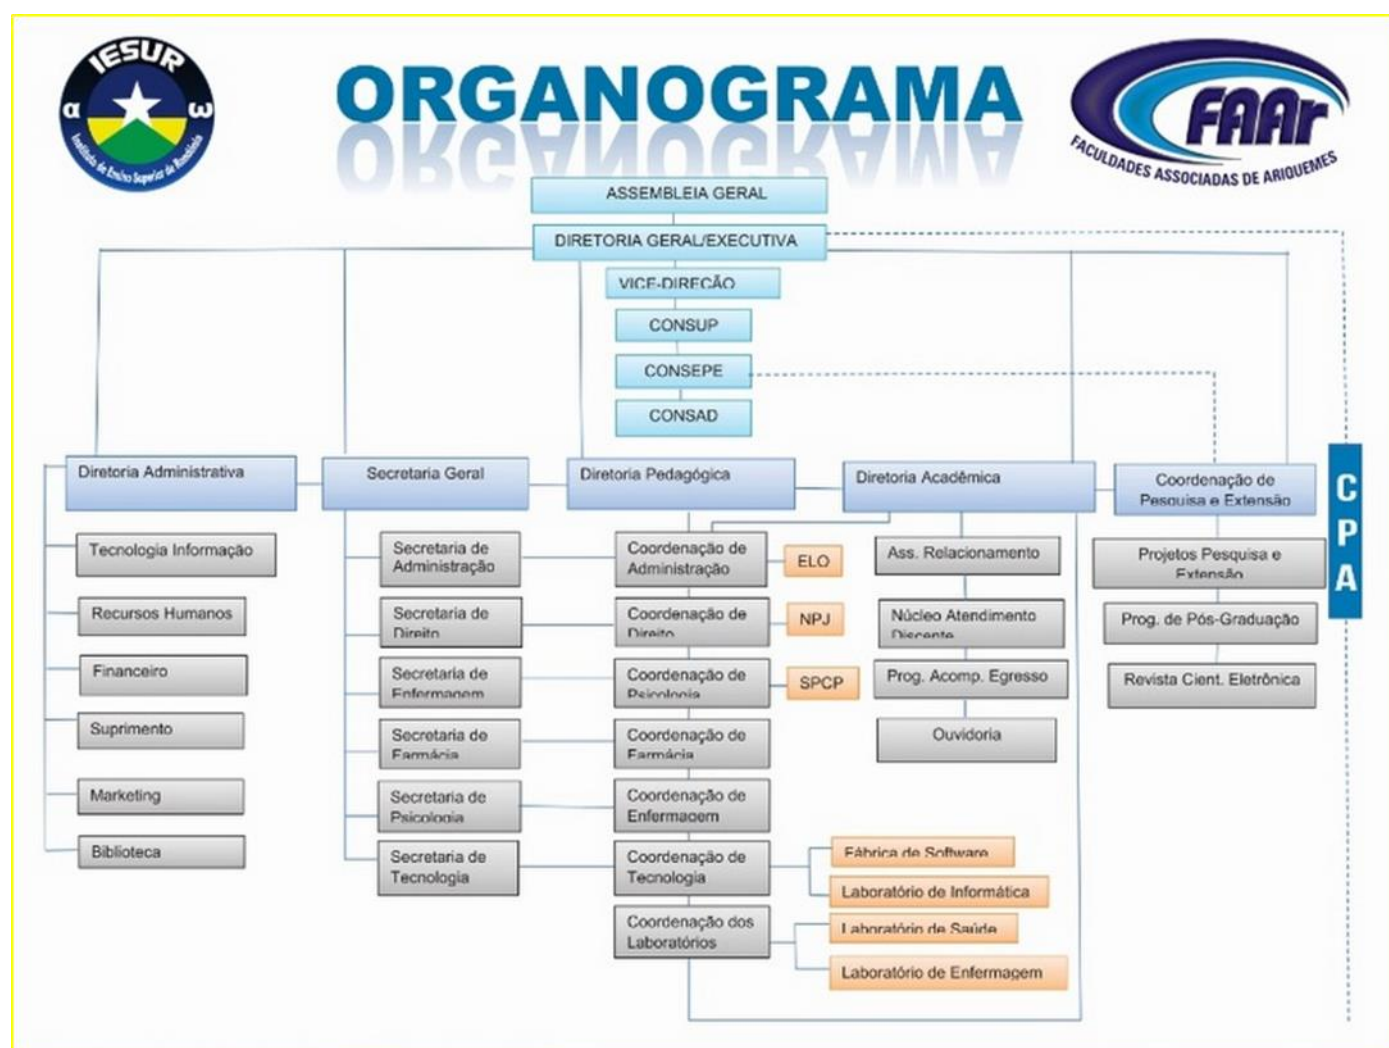 IESUR
α ω
Instituto de Ensino Superior de Rondônia
ORGANOGRAMA
FAAr
FACULDADES ASSOCIADAS DE ARIQUEMES
ASSEMBLEIA GERAL
DIRETORIA GERAL/EXECUTIVA
VICE-DIREÇÃO
CONSUP
CONSEPE
CONSAD
Diretoria Administrativa
Secretaria Geral
Diretoria Pedagógica
Diretoria Acadêmica
Coordenação de
Pesquisa e Extensão
CPA
Tecnologia Informação
Recursos Humanos
Financeiro
Suprimento
Marketing
Biblioteca
Secretaria de
Administração
Secretaria de
Direito
Secretaria de
Enfermagem
Secretaria de
Farmácia
Secretaria de
Psicologia
Secretaria de
Tecnologia
Coordenação de
Administração
Coordenação de
Direito
Coordenação de
Psicologia
Coordenação de
Farmácia
Coordenação de
Enfermagem
Coordenação de
Tecnologia
Coordenação dos
Laboratórios
ELO
NPJ
SPCP
Fábrica de Software
Laboratório de Informática
Laboratório de Saúde
Laboratório de Enfermagem
Ass. Relacionamento
Núcleo Atendimento
Discente
Prog. Acomp. Egresso
Ouvidoria
Projetos Pesquisa e
Extensão
Prog. de Pós-Graduação
Revista Cient. Eletrônica